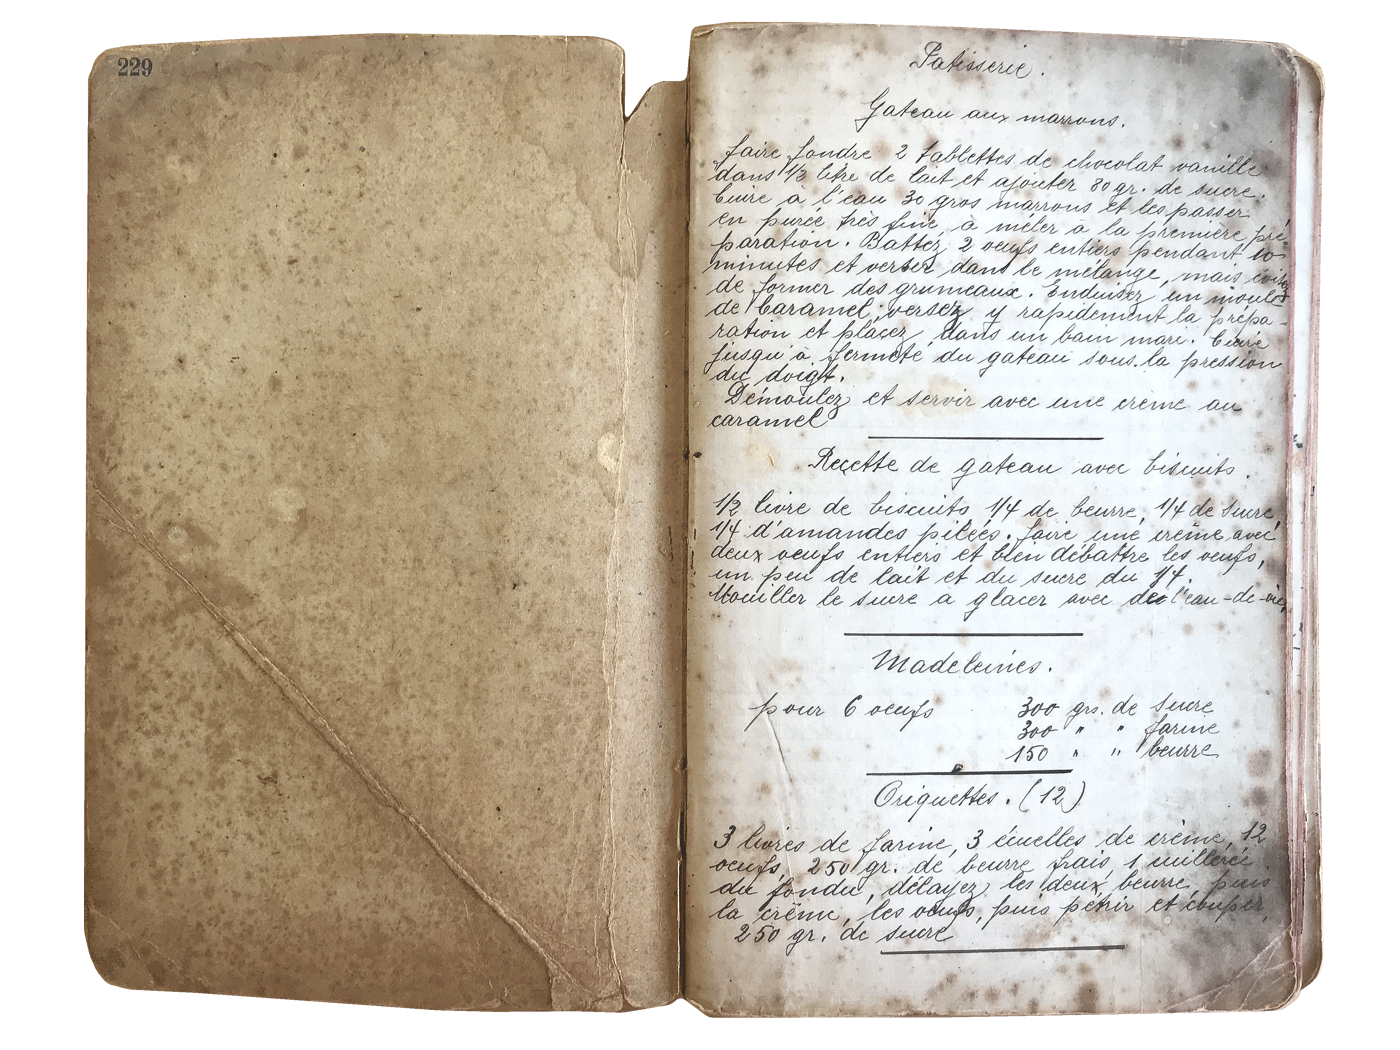 229
Patisserie.
Gateau aux marrons.
faire fondre 2 tablettes de chocolat vanille
dans 1/2 litre de lait et ajouter 80 gr. de sucre.
Cuire à l'eau 30 gros marrons et les passer
en purée très fine, à mêler à la première pré
paration. Battez 2 oeufs entiers pendant 10
minutes et verser dans le mélange, mais évitez
de former des grumeaux. Enduisez un moule
de Caramel, versez y rapidement la prépa-
ration et placez dans un bain mari. Cuire
jusqu'à fermeté du gateau sous la pression
du doigt.
Démoulez et servir avec une crème au
caramel
Recette de gateau avec biscuits.
1/2 livre de biscuits 1/4 de beurre, 1/4 de sucre,
1/4 d'amandes pilées. faire une crème avec
deux oeufs entiers et bien débattre les oeufs,
un peu de lait et du sucre du 1/4.
Mouiller le sucre a glacer avec de l'eau-de-vie,
Madeleines.
pour 6 oeufs 300 grs. de sucre
300 " " farine
150 " " beurre
Oriquettes. (12)
3 livres de farine, 3 écuelles de crème, 12
oeufs, 250 gr. de beurre frais, 1 cuillerée
du fondu, délayez les deux beurre, puis
la crème, les oeufs, puis pétrir et couper,
250 gr. de sucre